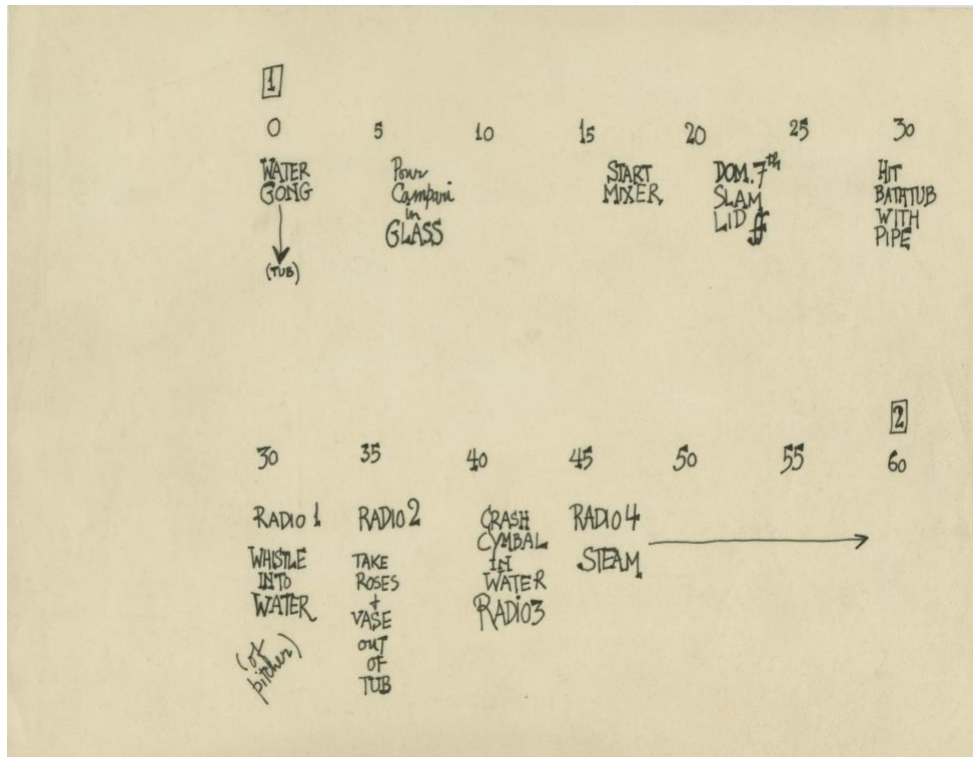 1
0 5 10 15 20 25 30
WATER GONG
(TUB)
Pour
Campari
in
GLASS
START
MIXER
DOM. 7th
SLAM
LID ff
HIT
BATHTUB
WITH
PIPE
2
30 35 40 45 50 55 60
RADIO 1
WHISTLE
INTO
WATER
(of
pitcher)
RADIO 2
TAKE
ROSES
+
VASE
OUT
OF
TUB
CRASH
CYMBAL
IN
WATER
RADIO 3
RADIO 4
STEAM